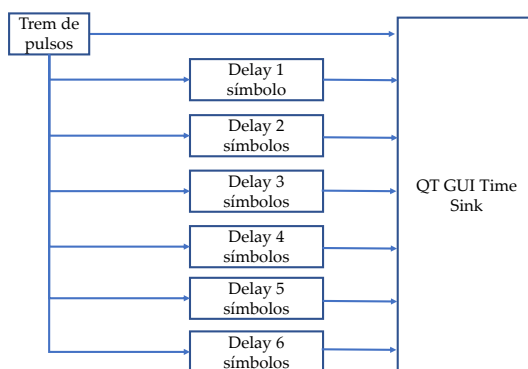 Trem de
pulsos
Delay 1
símbolo
Delay 2
símbolos
Delay 3
símbolos
QT GUI Time
Sink
Delay 4
símbolos
Delay 5
símbolos
Delay 6
símbolos